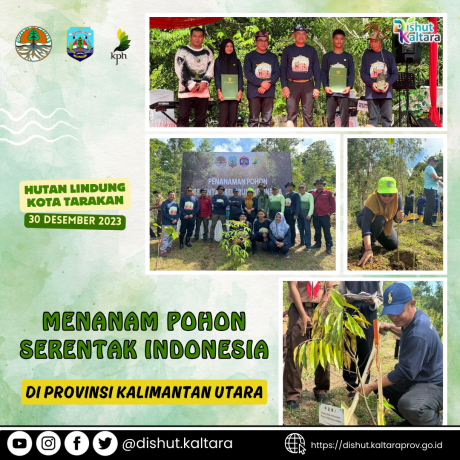 kph
Dishut
Kaltara
HUTAN LINDUNG
KOTA TARAKAN
30 DESEMBER 2023
PENANAMAN POHON
MENANAM POHON
SERENTAK INDONESIA
DI PROVINSI KALIMANTAN UTARA
@dishut.kaltara
https://dishut.kaltaraprov.go.id